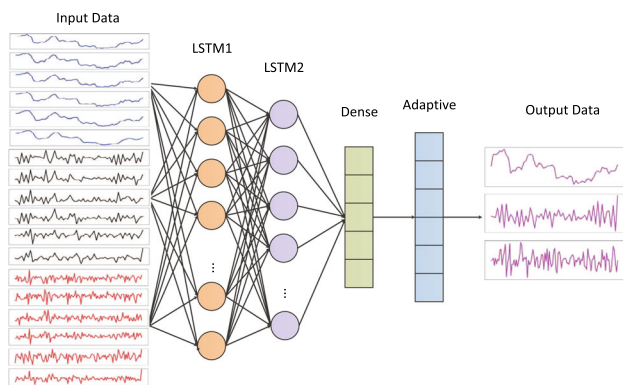 Input Data
LSTM1
LSTM2
Dense
Adaptive
Output Data